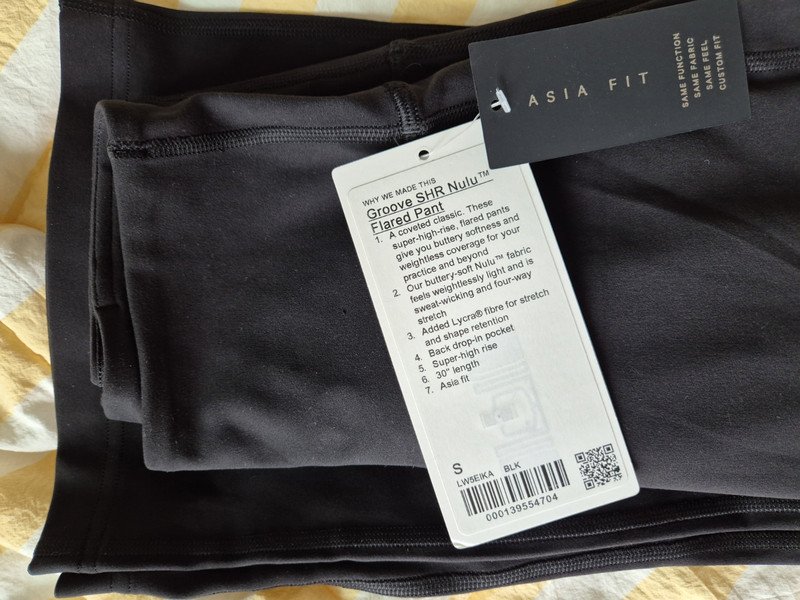 ASIA FIT
SAME FUNCTION
SAME FABRIC
SAME FEEL
CUSTOM FIT
WHY WE MADE THIS
Groove SHR Nulu™
Flared Pant
1. A coveted classic. These
super-high-rise, flared pants
give you buttery softness and
weightless coverage for your
practice and beyond
2. Our buttery-soft Nulu™ fabric
feels weightlessly light and is
sweat-wicking and four-way
stretch
3. Added Lycra® fibre for stretch
and shape retention
4. Back drop-in pocket
5. Super-high rise
6. 30" length
7. Asia fit
S
LW5EIKA BLK
000139554704